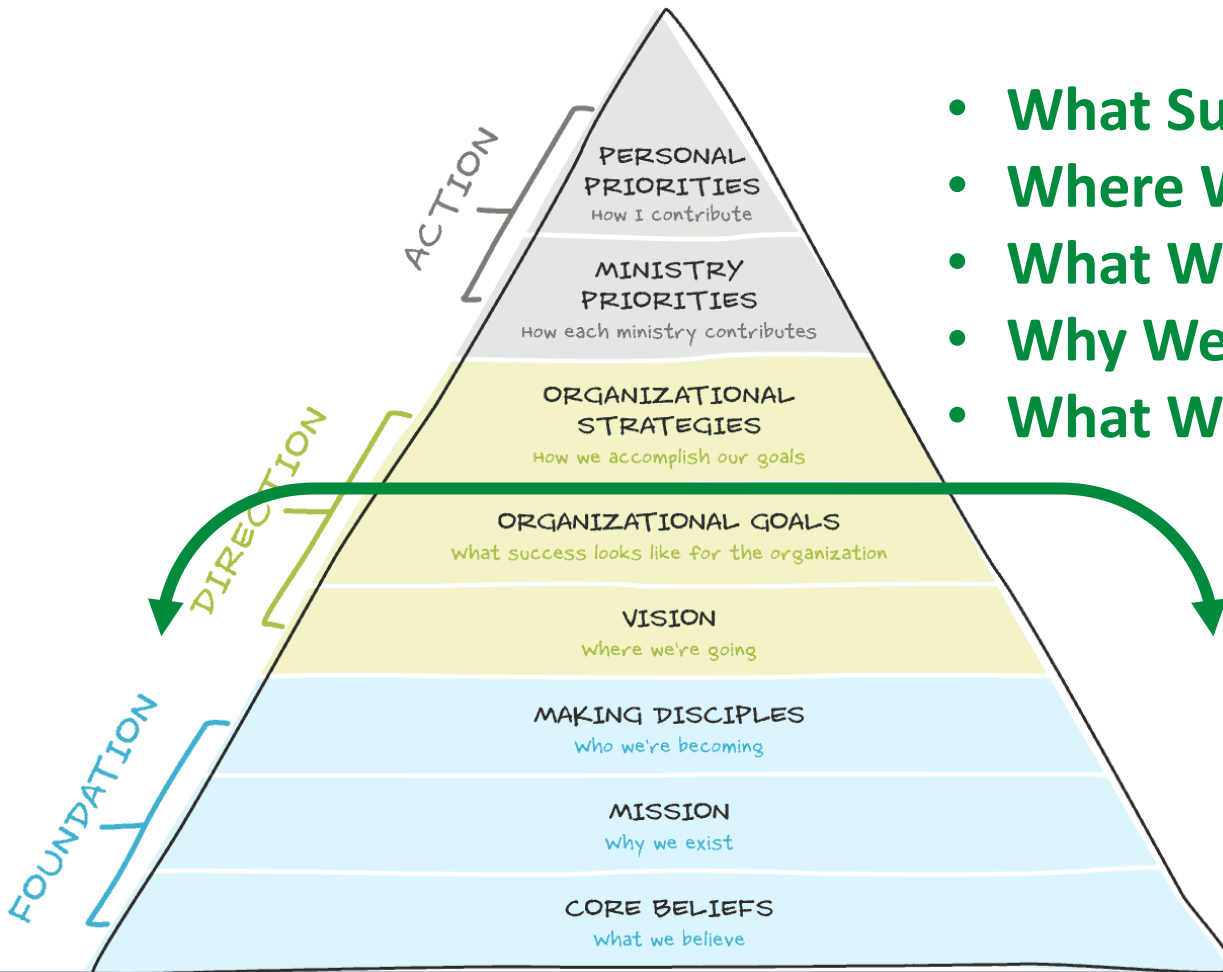 ACTION
PERSONAL
PRIORITIES
How I contribute
MINISTRY
PRIORITIES
How each ministry contributes
DIRECTION
ORGANIZATIONAL
STRATEGIES
How we accomplish our goals
ORGANIZATIONAL GOALS
What success looks like for the organization
VISION
Where we're going
FOUNDATION
MAKING DISCIPLES
Who we're becoming
MISSION
Why we exist
CORE BELIEFS
What we believe
• What Su
• Where W
• What W
• Why We
• What W